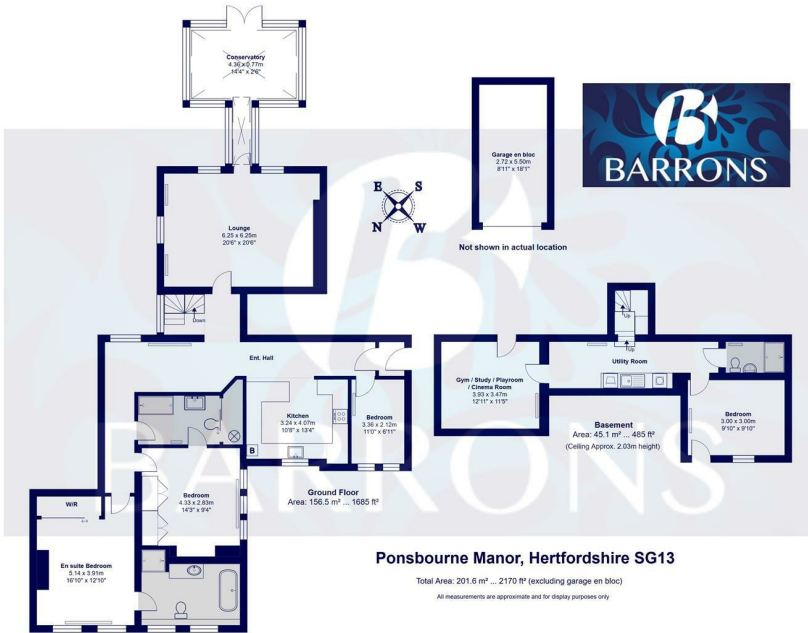 Conservatory
4.36 x 0.77m
14'4" x 2'6"
Garage en bloc
2.72 x 5.50m
8'11" x 18'1"
B
BARRONS
E
S
N
W
Not shown in actual location
Lounge
6.25 x 6.25m
20'6" x 20'6"
Down
Up
Up
Ent. Hall
Utility Room
Gym / Study / Playroom
/ Cinema Room
3.93 x 3.47m
12'11" x 11'5"
Kitchen
3.24 x 4.07m
10'8" x 13'4"
Bedroom
3.36 x 2.12m
11'0" x 6'11"
Bedroom
3.00 x 3.00m
9'10" x 9'10"
Basement
Area: 45.1 m² ... 485 ft²
(Ceiling Approx. 2.03m height)
B
BARRONS
Bedroom
4.33 x 2.83m
14'3" x 9'4"
Ground Floor
Area: 156.5 m² ... 1685 ft²
W/R
En suite Bedroom
5.14 x 3.91m
16'10" x 12'10"
Ponsbourne Manor, Hertfordshire SG13
Total Area: 201.6 m² ... 2170 ft² (excluding garage en bloc)
All measurements are approximate and for display purposes only